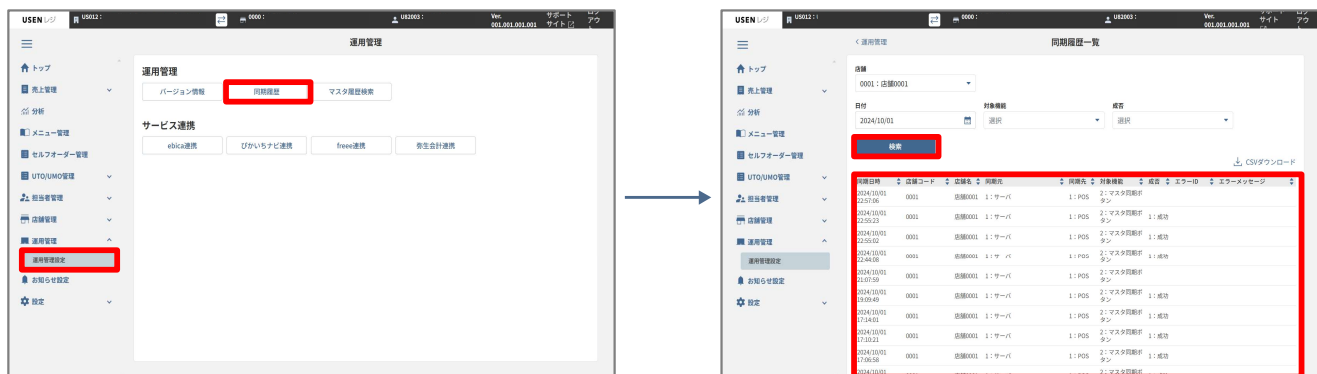 USEN レジ
US012：
0000：
U82003：
Ver.
001.001.001.001
サポート
サイト
ログ
アウ
ト
運用管理
トップ
売上管理
分析
メニュー管理
セルフオーダー管理
UTO/UMO管理
担当者管理
店舗管理
運用管理
運用管理設定
お知らせ設定
設定
運用管理
バージョン情報
同期履歴
マスタ履歴検索
サービス連携
ebica連携
ぴかいちナビ連携
freee連携
弥生会計連携
USEN レジ
US012：
0000：
U82003：
Ver.
001.001.001.001
サイト
アウ
< 運用管理
同期履歴一覧
トップ
売上管理
分析
メニュー管理
セルフオーダー管理
UTO/UMO管理
担当者管理
店舗管理
運用管理
運用管理設定
お知らせ設定
設定
店舗
0001：店舗0001
日付
対象機能
成否
2024/10/01
選択
選択
検索
CSVダウンロード
同期日時 店舗コード 店舗名 同期元 同期先 対象機能 成否 エラーID エラーメッセージ
2024/10/01 22:57:06 0001 店舗0001 1：サーバ 1：POS 2：マスタ同期ボタン
2024/10/01 22:55:23 0001 店舗0001 1：サーバ 1：POS 2：マスタ同期ボタン 1：成功
2024/10/01 22:55:02 0001 店舗0001 1：サーバ 1：POS 2：マスタ同期ボタン 1：成功
2024/10/01 22:44:08 0001 店舗0001 1：サーバ 1：POS 2：マスタ同期ボタン 1：成功
2024/10/01 21:07:59 0001 店舗0001 1：サーバ 1：POS 2：マスタ同期ボタン
2024/10/01 19:09:49 0001 店舗0001 1：サーバ 1：POS 2：マスタ同期ボタン 1：成功
2024/10/01 17:14:01 0001 店舗0001 1：サーバ 1：POS 2：マスタ同期ボタン 1：成功
2024/10/01 17:10:21 0001 店舗0001 1：サーバ 1：POS 2：マスタ同期ボタン 1：成功
2024/10/01 17:06:58 0001 店舗0001 1：サーバ 1：POS 2：マスタ同期ボタン 1：成功
2024/10/01 2：マスタ同期ボ